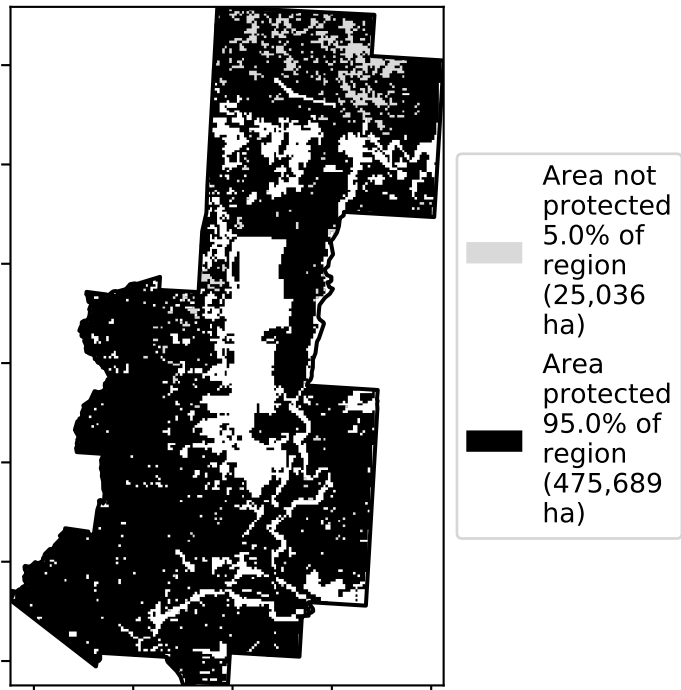 Area not
protected
5.0% of
region
(25,036
ha)
Area
protected
95.0% of
region
(475,689
ha)